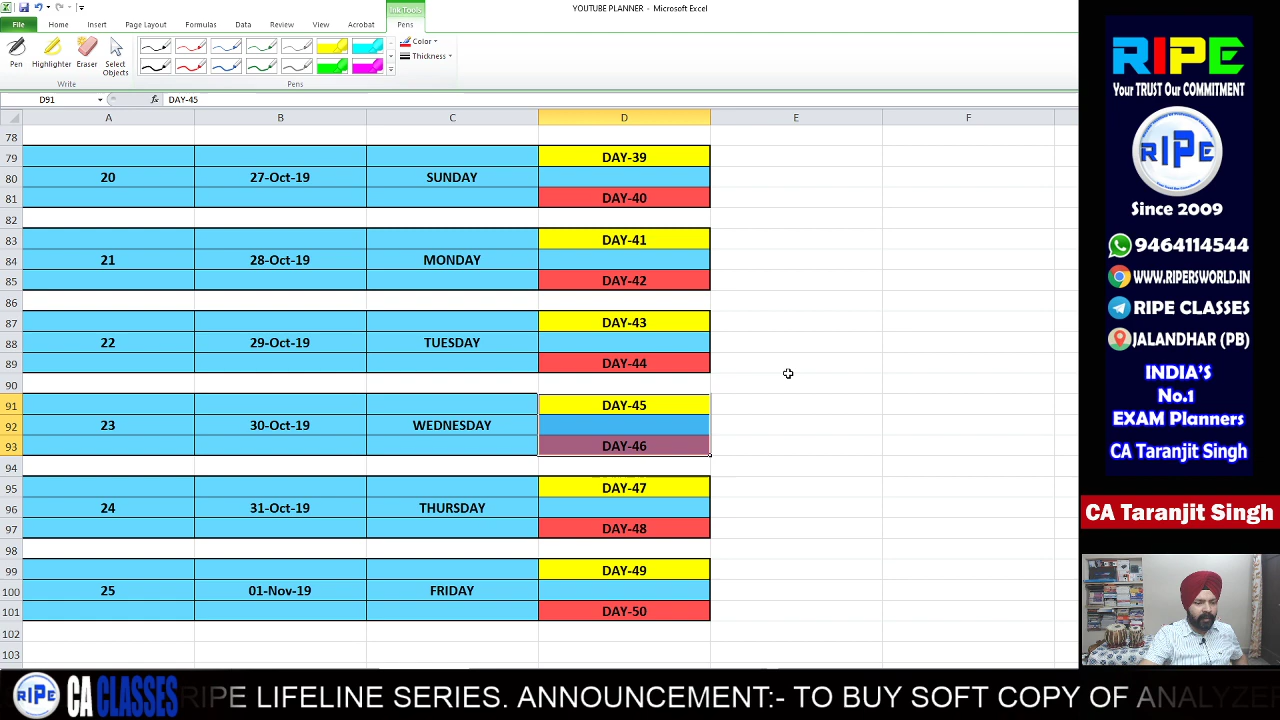 YOUTUBE PLANNER - Microsoft Excel
Ink Tools
File Home Insert Page Layout Formulas Data Review View Acrobat Pens
Color
Thickness
Pen Highlighter Eraser Select Objects
Write Pens
D91 fx DAY-45
A B C D E F
78
79 DAY-39
80 20 27-Oct-19 SUNDAY
81 DAY-40
82
83 DAY-41
84 21 28-Oct-19 MONDAY
85 DAY-42
86
87 DAY-43
88 22 29-Oct-19 TUESDAY
89 DAY-44
90
91 DAY-45
92 23 30-Oct-19 WEDNESDAY
93 DAY-46
94
95 DAY-47
96 24 31-Oct-19 THURSDAY
97 DAY-48
98
99 DAY-49
100 25 01-Nov-19 FRIDAY
101 DAY-50
102
103
RIPE
Your TRUST Our COMMITMENT
RIPE
Since 2009
9464114544
WWW.RIPERSWORLD.IN
RIPE CLASSES
JALANDHAR (PB)
INDIA'S
No.1
EXAM Planners
CA Taranjit Singh
CA Taranjit Singh
RIPE CA CLASSES RIPE LIFELINE SERIES. ANNOUNCEMENT:- TO BUY SOFT COPY OF ANALYZE